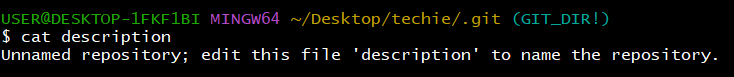 USER@DESKTOP-1FKF1BI MINGW64 ~/Desktop/techie/.git (GIT_DIR!)
$ cat description
Unnamed repository; edit this file 'description' to name the repository.